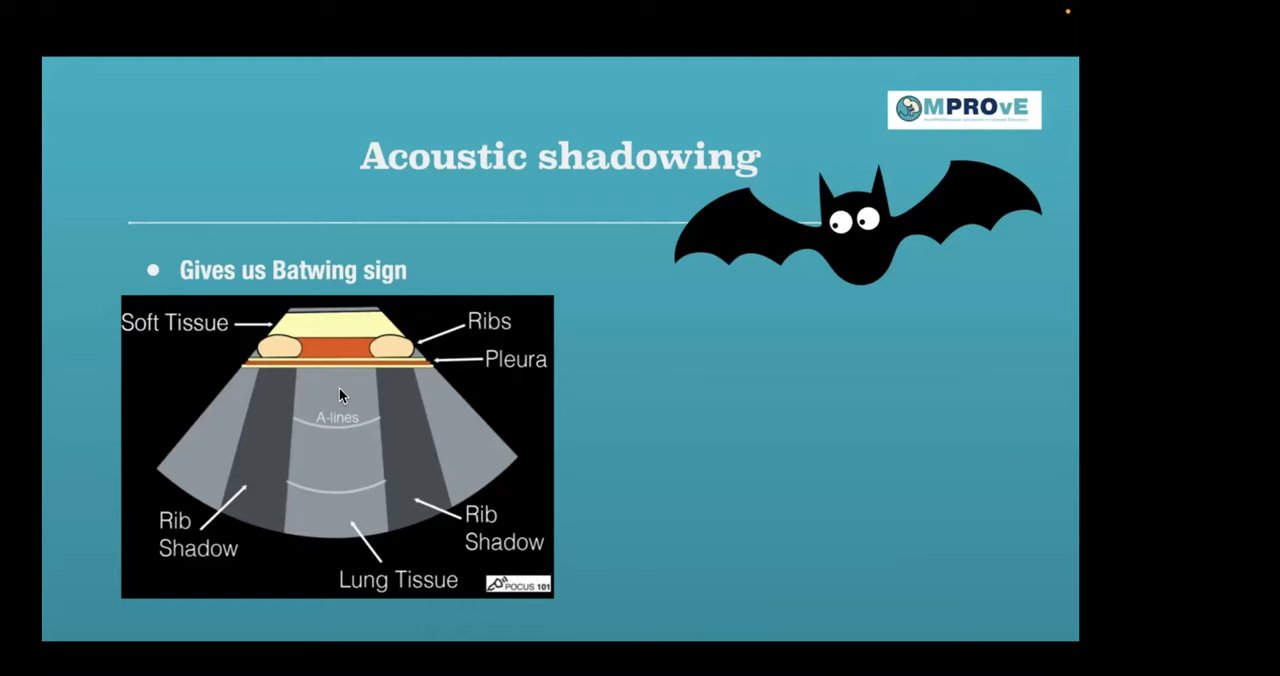 MPROvE
Acoustic shadowing
• Gives us Batwing sign
Soft Tissue
Ribs
Pleura
A-lines
Rib
Shadow
Rib
Shadow
Lung Tissue
POCUS 101